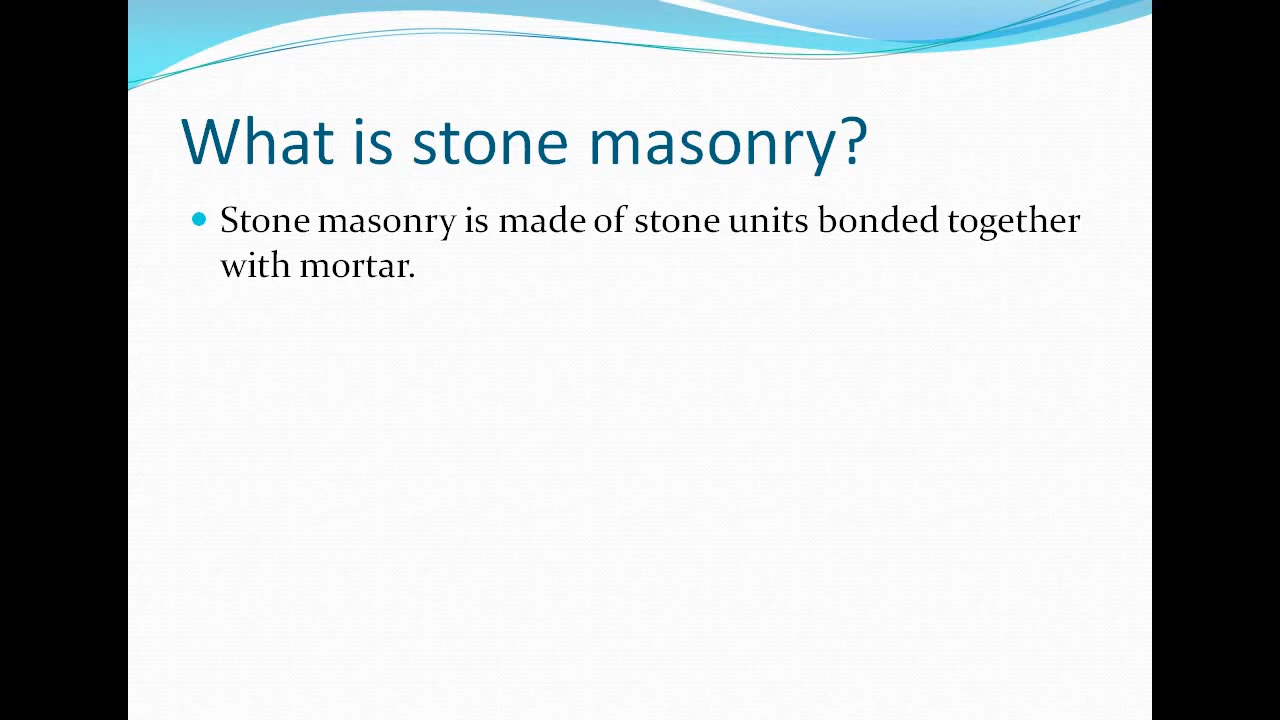 What is stone masonry?
Stone masonry is made of stone units bonded together
with mortar.